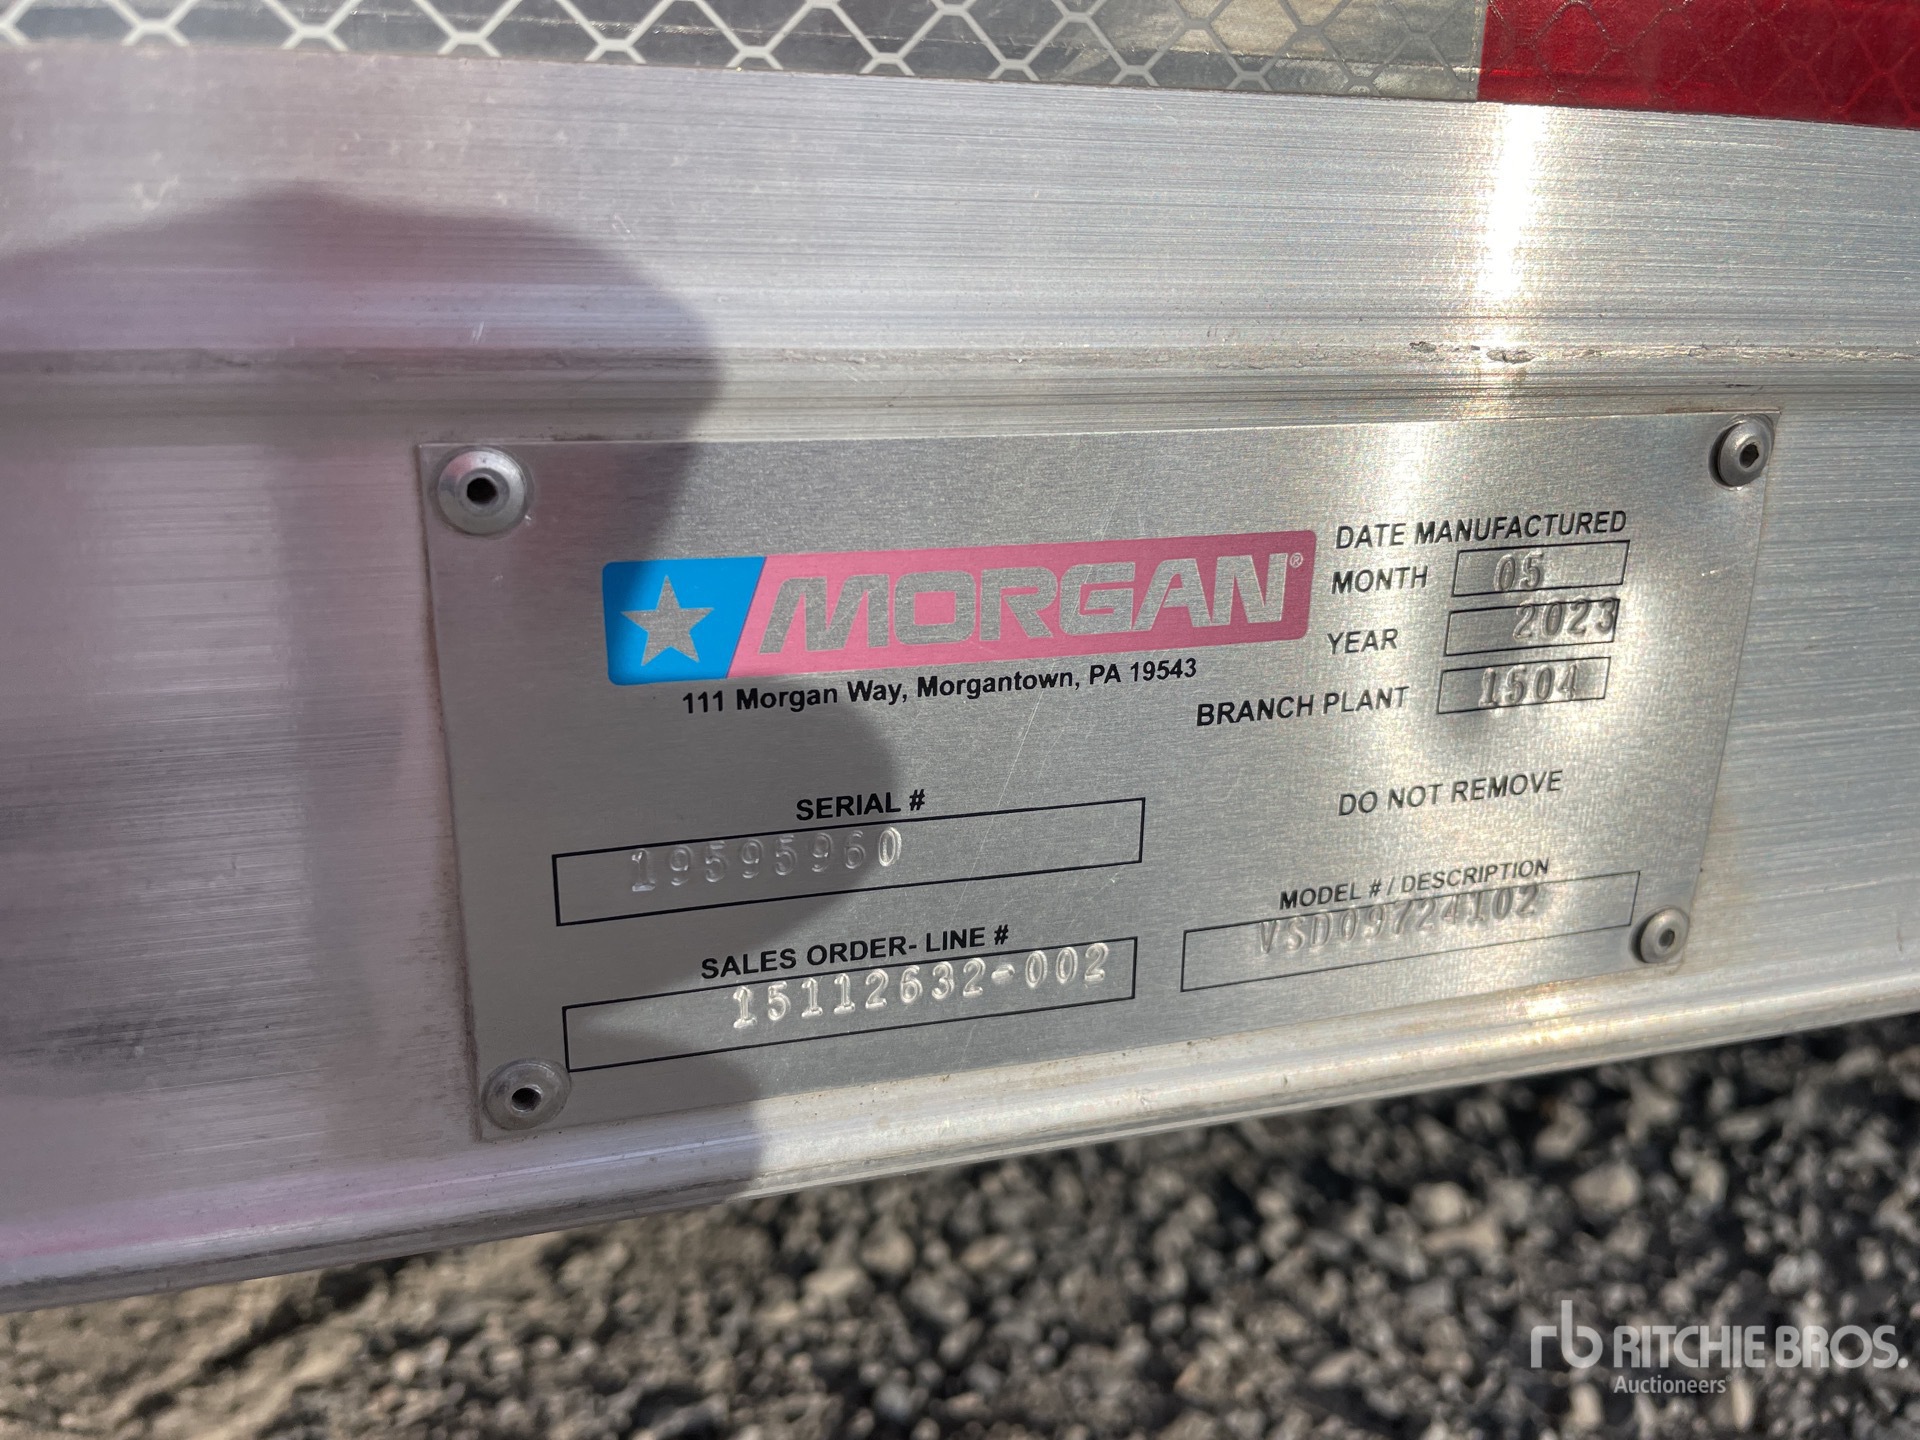 MORGAN®
111 Morgan Way, Morgantown, PA 19543
DATE MANUFACTURED
MONTH 05
YEAR 2023
BRANCH PLANT 1504
DO NOT REMOVE
SERIAL #
19595960
SALES ORDER- LINE #
15112632-002
MODEL # / DESCRIPTION
VSD09724102
rb RITCHIE BROS.
Auctioneers